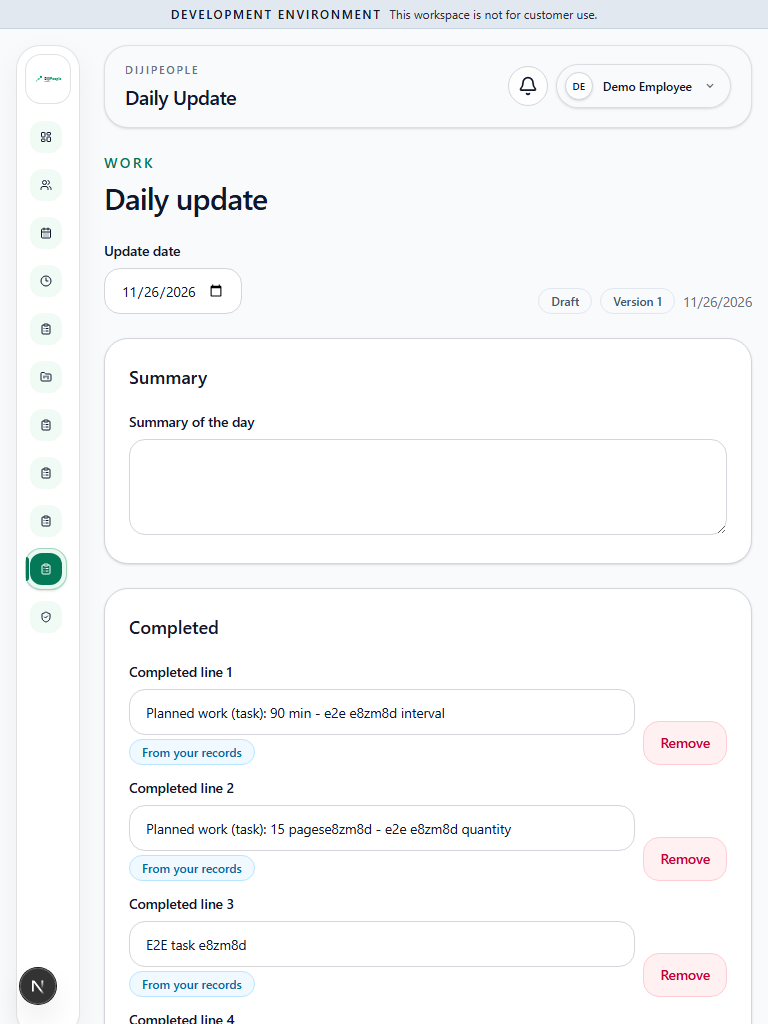 DEVELOPMENT ENVIRONMENT This workspace is not for customer use.
DIJIPEOPLE
Daily Update
DE Demo Employee
WORK
Daily update
Update date
11/26/2026
Draft Version 1 11/26/2026
Summary
Summary of the day
Completed
Completed line 1
Planned work (task): 90 min - e2e e8zm8d interval
From your records
Remove
Completed line 2
Planned work (task): 15 pagese8zm8d - e2e e8zm8d quantity
From your records
Remove
Completed line 3
E2E task e8zm8d
From your records
Remove
Completed line 4
N